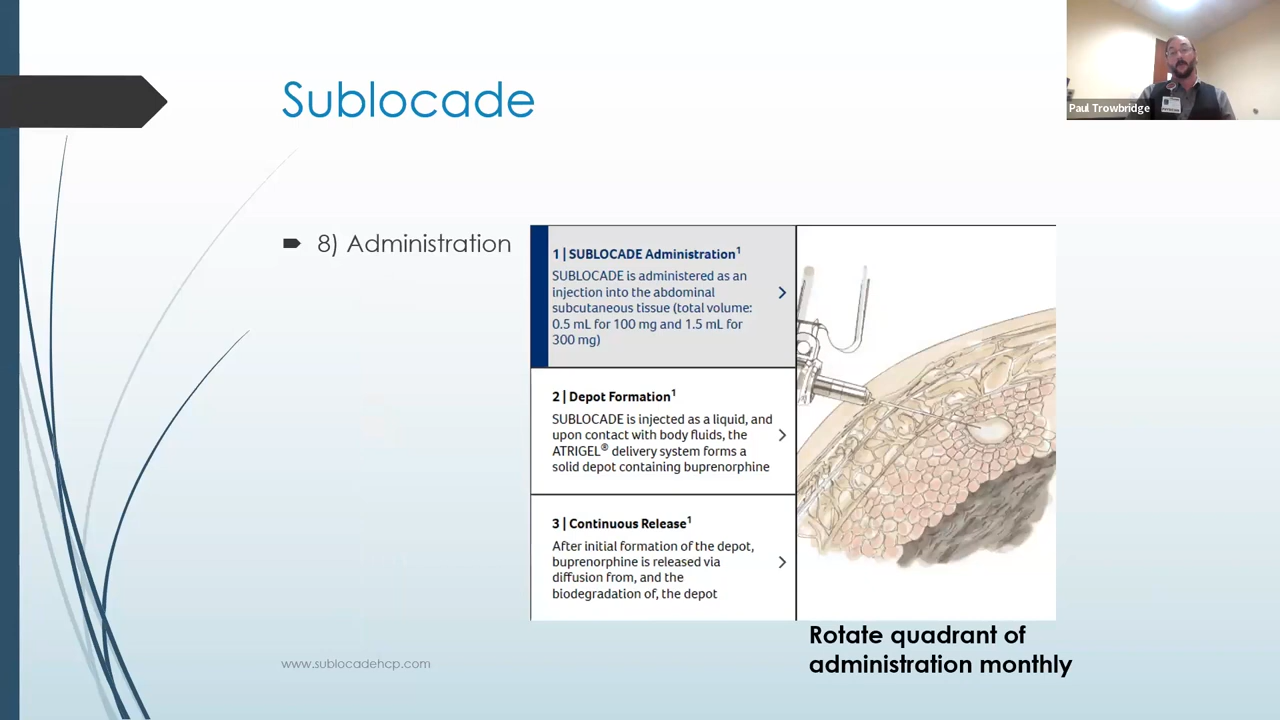 Sublocade
Paul Trowbridge
8) Administration
1 | SUBLOCADE Administration¹
SUBLOCADE is administered as an
injection into the abdominal
subcutaneous tissue (total volume:
0.5 mL for 100 mg and 1.5 mL for
300 mg)
2 | Depot Formation¹
SUBLOCADE is injected as a liquid, and
upon contact with body fluids, the
ATRIGEL® delivery system forms a
solid depot containing buprenorphine
3 | Continuous Release¹
After initial formation of the depot,
buprenorphine is released via
diffusion from, and the
biodegradation of, the depot
Rotate quadrant of
administration monthly
www.sublocadehcp.com